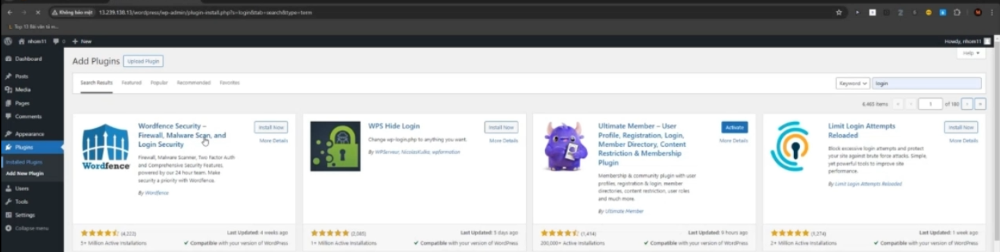 Không bảo mật 13.239.138.13/wordpress/wp-admin/plugin-install.php?s=login&tab=search&type=term
L Top 13 Bài văn tả m...
nhom11 0 + New Howdy, nhom11
Help
Dashboard
Posts
Media
Pages
Comments
Appearance
Plugins
Installed Plugins
Add New Plugin
Users
Tools
Settings
Collapse menu
Add Plugins Upload Plugin
Search Results Featured Popular Recommended Favorites Keyword login
6,465 items « ‹ 1 of 180 › »
Wordfence
Wordfence Security –
Firewall, Malware Scan, and
Login Security
Install Now
More Details
Firewall, Malware Scanner, Two Factor Auth
and Comprehensive Security Features,
powered by our 24 hour team. Make
security a priority with Wordfence.
By Wordfence
(4,222)
5+ Million Active Installations
Last Updated: 4 weeks ago
Compatible with your version of WordPress
WPS Hide Login
Install Now
More Details
Change wp-login.php to anything you want.
By WPServeur, NicolasKulka, wpformation
(2,085)
1+ Million Active Installations
Last Updated: 5 days ago
Compatible with your version of WordPress
Ultimate Member – User
Profile, Registration, Login,
Member Directory, Content
Restriction & Membership
Plugin
Activate
More Details
Membership & community plugin with user
profiles, registration & login, member
directories, content restriction, user roles
and much more.
By Ultimate Member
(1,414)
200,000+ Active Installations
Last Updated: 9 hours ago
Compatible with your version of WordPress
Limit Login Attempts
Reloaded
Install Now
More Details
Block excessive login attempts and protect
your site against brute force attacks. Simple,
yet powerful tools to improve site
performance.
By Limit Login Attempts Reloaded
(1,274)
2+ Million Active Installations
Last Updated: 1 week ago
Compatible with your version of WordPress